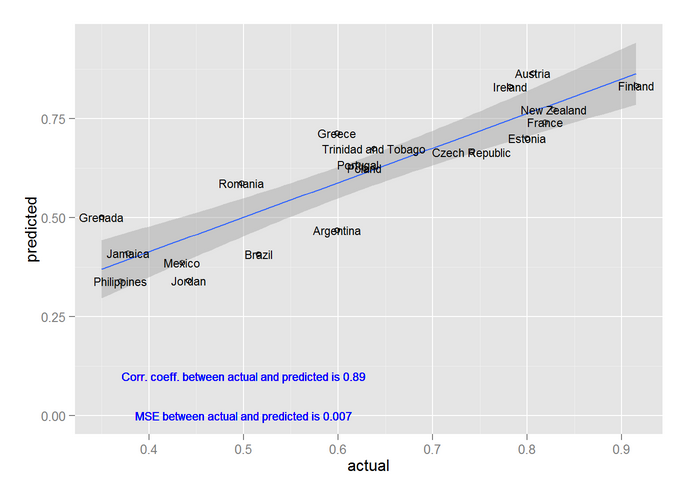 Austria
Ireland
Finland
New Zealand
France
Greece
Estonia
Trinidad and Tobago
Czech Republic
Portugal
Poland
Romania
Grenada
Argentina
Jamaica
Brazil
Mexico
Philippines
Jordan
Corr. coeff. between actual and predicted is 0.89
MSE between actual and predicted is 0.007
predicted
0.75
0.50
0.25
0.00
0.4 0.5 0.6 0.7 0.8 0.9
actual